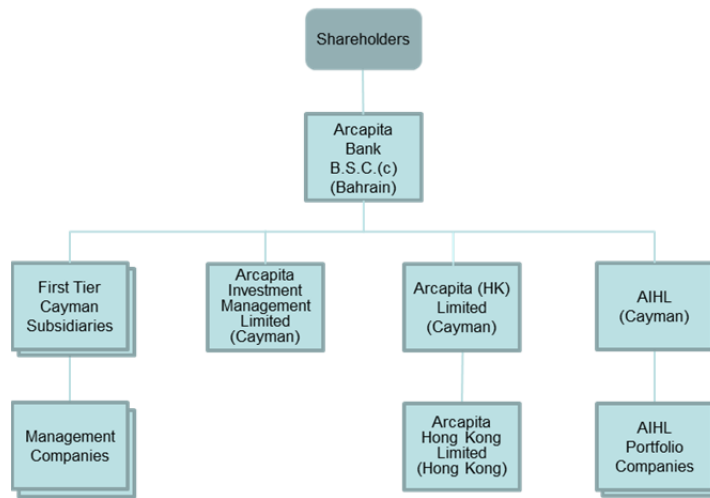 Shareholders
Arcapita
Bank
B.S.C.(c)
(Bahrain)
First Tier
Cayman
Subsidiaries
Arcapita
Investment
Management
Limited
(Cayman)
Arcapita (HK)
Limited
(Cayman)
AIHL
(Cayman)
Management
Companies
Arcapita
Hong Kong
Limited
(Hong Kong)
AIHL
Portfolio
Companies